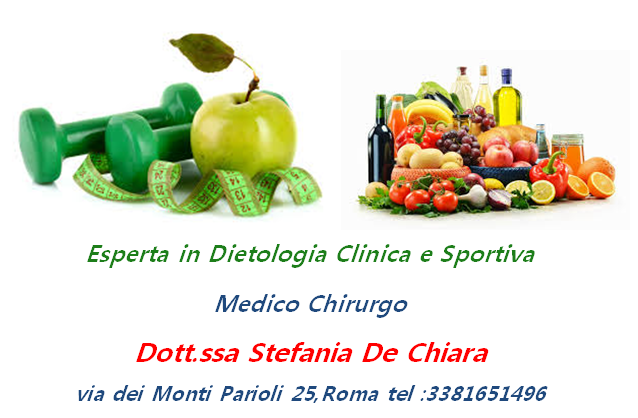 Esperta in Dietologia Clinica e Sportiva
Medico Chirurgo
Dott.ssa Stefania De Chiara
via dei Monti Parioli 25,Roma tel :3381651496